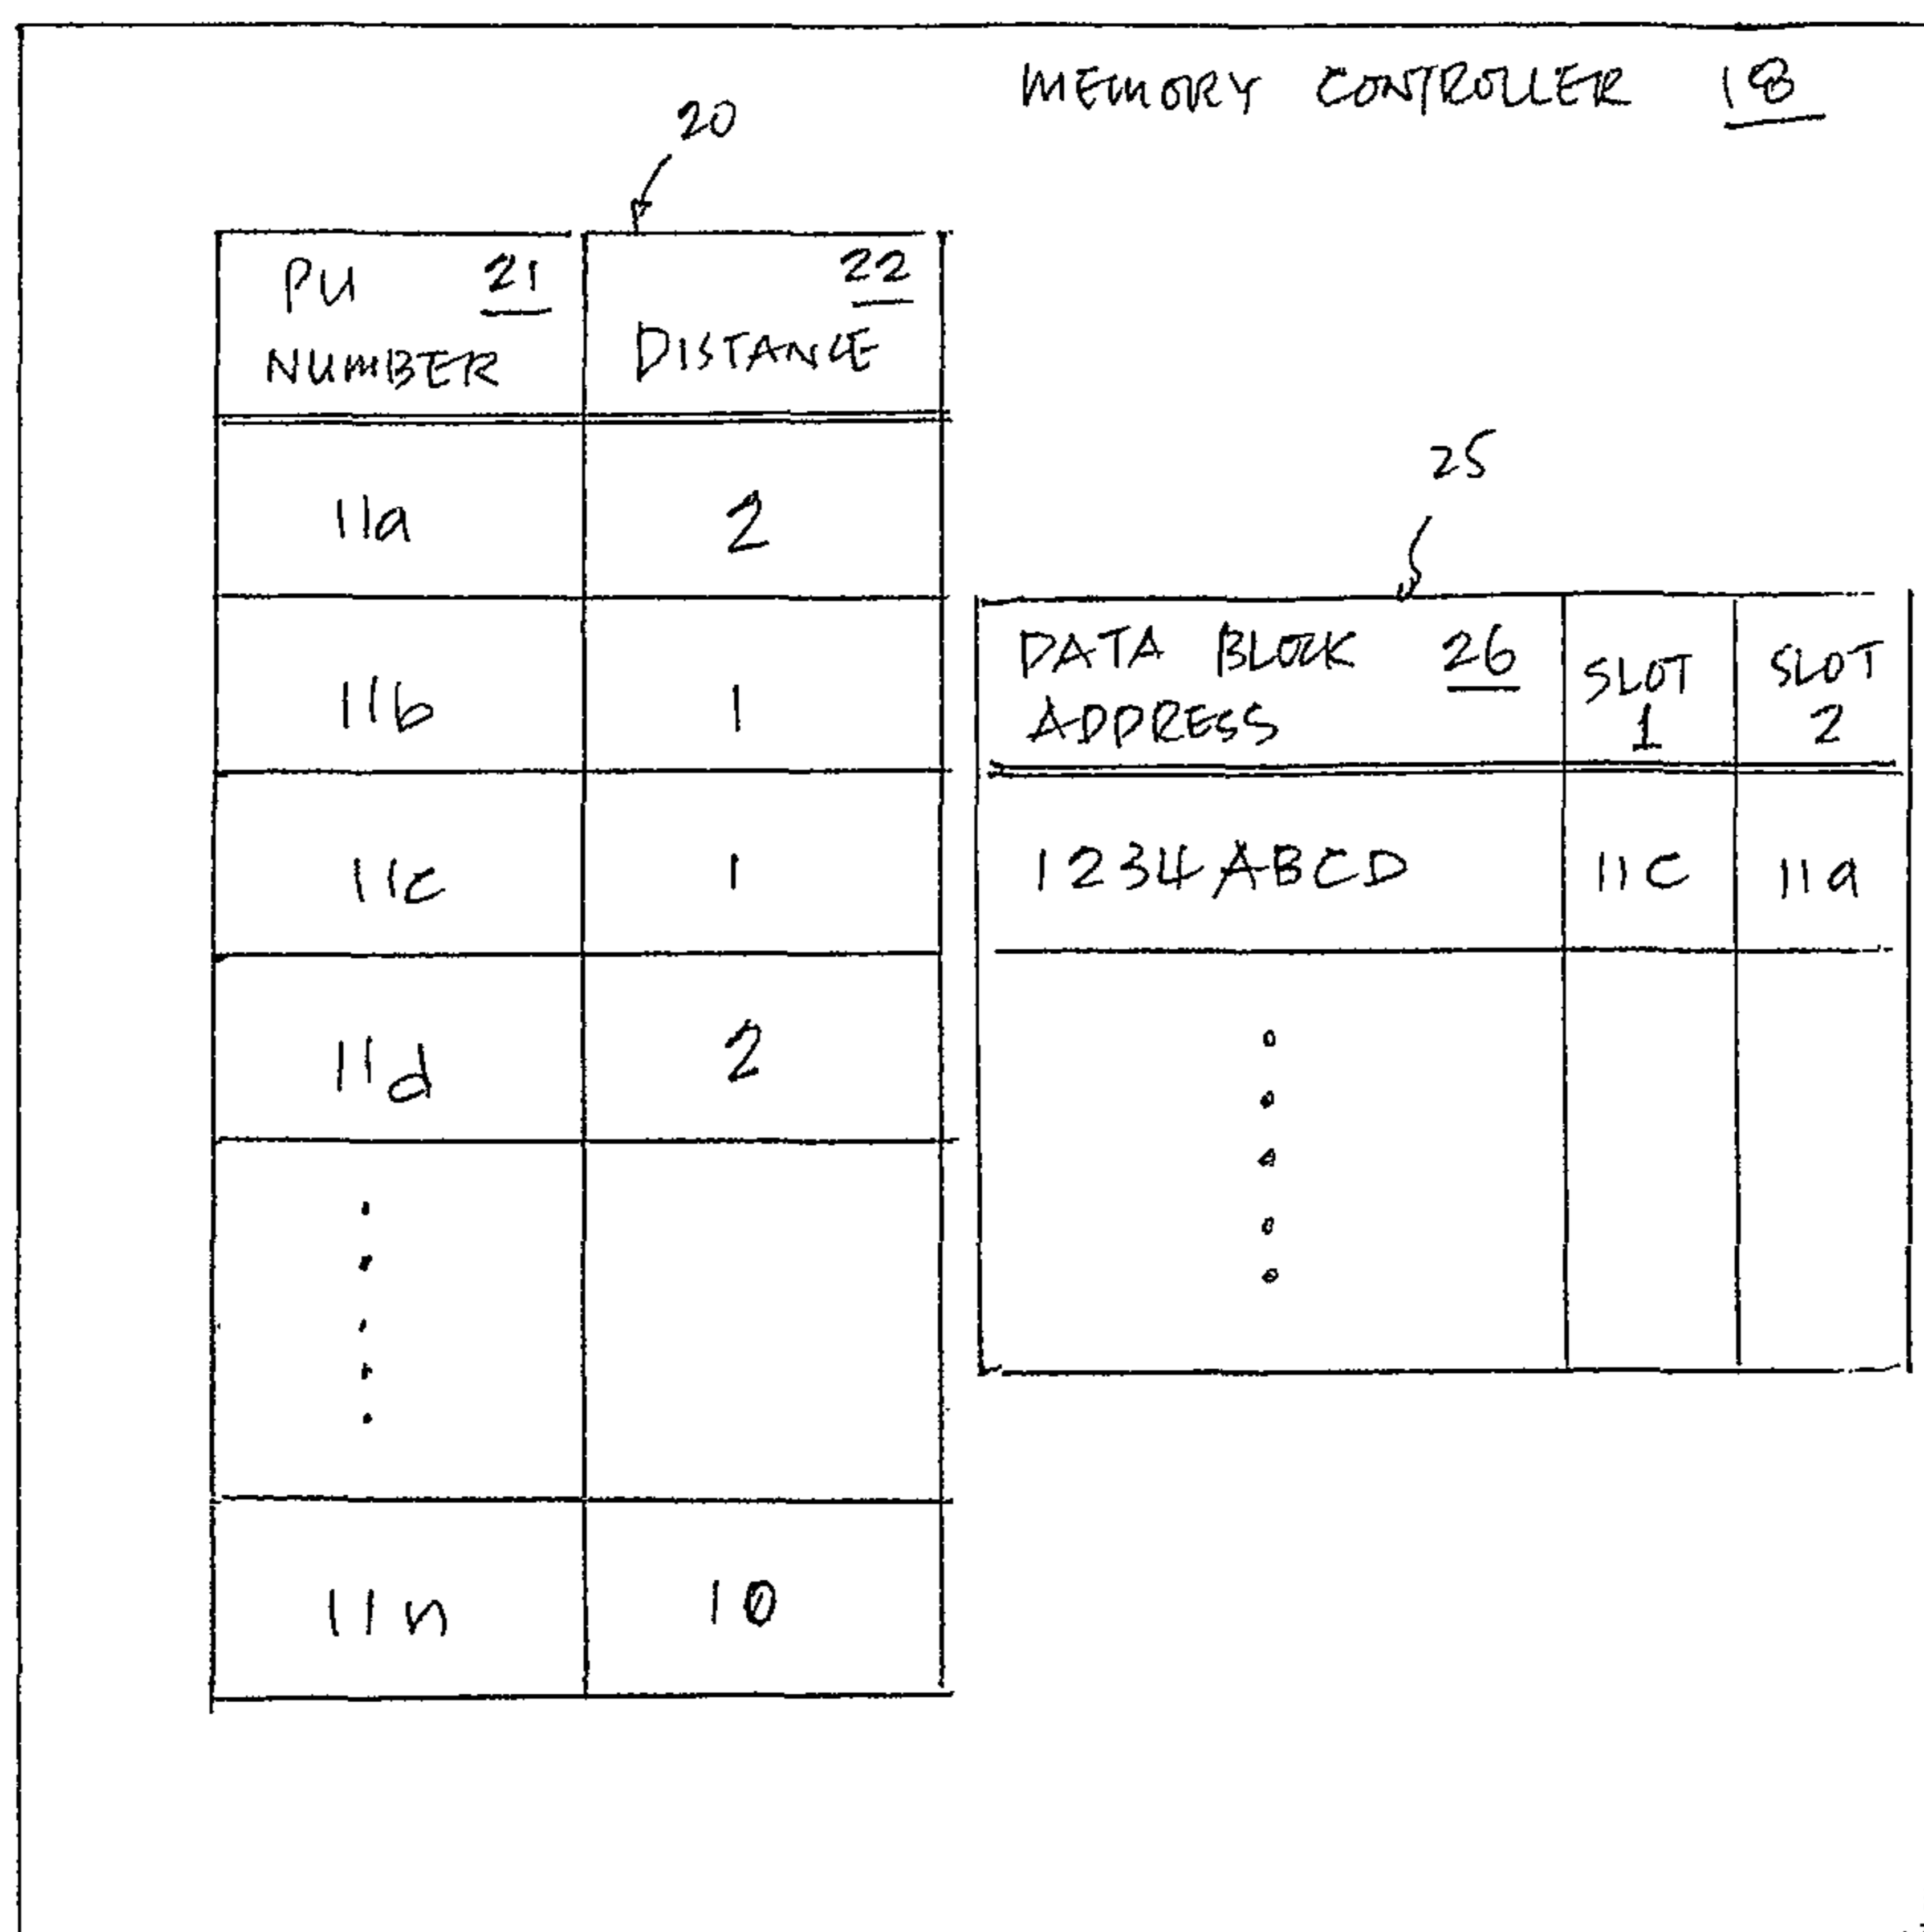 MEMORY CONTROLLER 18
20
PU 21 22
NUMBER DISTANCE
11a 2
11b 1
11c 1
11d 2
11n 10
25
DATA BLOCK 26 SLOT SLOT
ADDRESS 1 2
1234ABCD 11C 11a